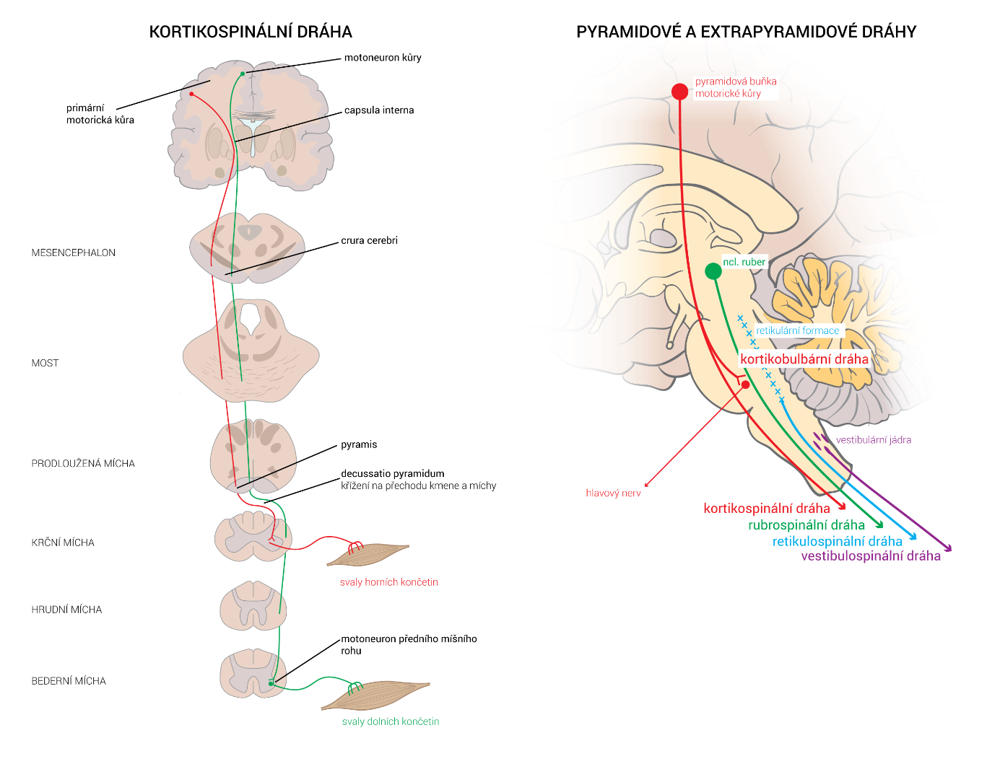 KORTIKOSPINÁLNÍ DRÁHA
motoneuron kůry
primární
motorická kůra
capsula interna
crura cerebri
MESENCEPHALON
MOST
pyramis
PRODLOUŽENÁ MÍCHA
decussatio pyramidum
křížení na přechodu kmene a míchy
KRČNÍ MÍCHA
svaly horních končetin
HRUDNÍ MÍCHA
motoneuron předního míšního
rohu
BEDERNÍ MÍCHA
svaly dolních končetin
PYRAMIDOVÉ A EXTRAPYRAMIDOVÉ DRÁHY
pyramidová buňka
motorické kůry
ncl. ruber
retikulární formace
kortikobulbární dráha
vestibulární jádra
hlavový nerv
kortikospinální dráha
rubrospinální dráha
retikulospinální dráha
vestibulospinální dráha